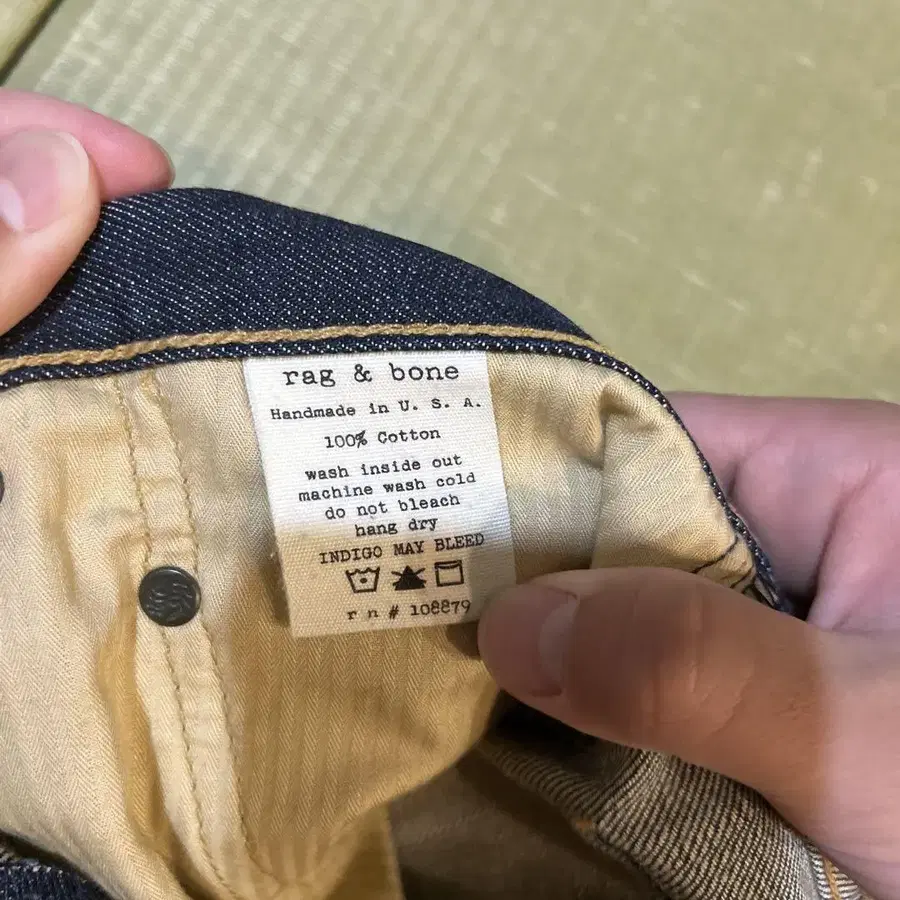 rag & bone
Handmade in U. S. A.
100% Cotton
wash inside out
machine wash cold
do not bleach
hang dry
INDIGO MAY BLEED
r n # 108879